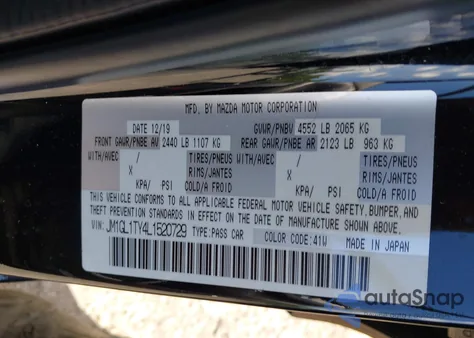 MFD. BY MAZDA MOTOR CORPORATION
DATE 12/19 GVWR/PNBV 4552 LB 2065 KG
FRONT GAWR/PNBE AV 2440 LB 1107 KG REAR GAWR/PNBE AR 2123 LB 963 KG
WITH/AVEC / TIRES/PNEUS WITH/AVEC / TIRES/PNEUS
X RIMS/JANTES X RIMS/JANTES
KPA/ PSI COLD/A FROID KPA/ PSI COLD/A FROID
THIS VEHICLE CONFORMS TO ALL APPLICABLE FEDERAL MOTOR VEHICLE SAFETY, BUMPER, AND
THEFT PREVENTION STANDARDS IN EFFECT ON THE DATE OF MANUFACTURE SHOWN ABOVE.
VIN: JM1GL1TY4L1520729 TYPE: PASS CAR COLOR CODE: 41W MADE IN JAPAN
autoSnap